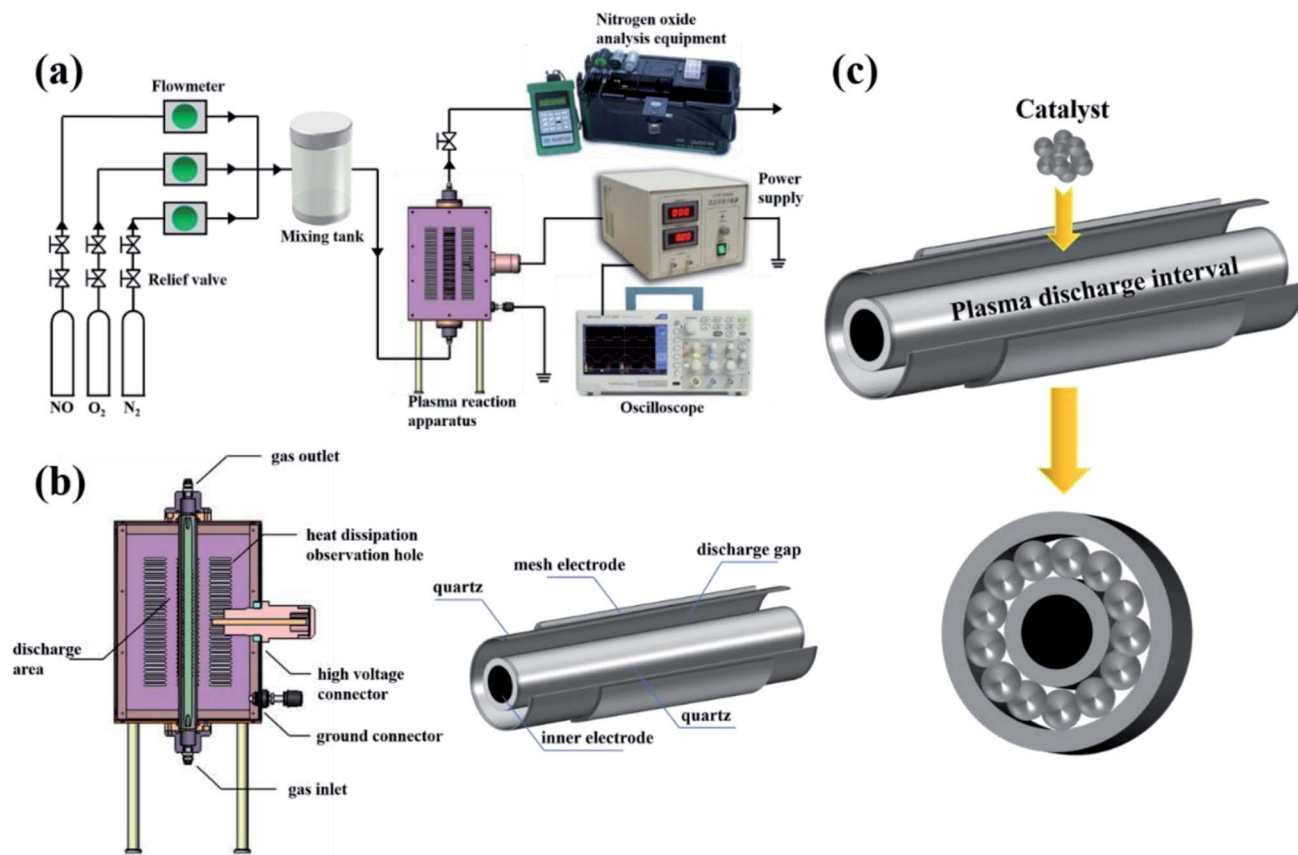 (a)
Flowmeter
Mixing tank
Relief valve
NO
O₂
N₂
Nitrogen oxide
analysis equipment
Power
supply
Plasma reaction
apparatus
Oscilloscope
(b)
gas outlet
heat dissipation
observation hole
discharge
area
high voltage
connector
ground connector
gas inlet
quartz
mesh electrode
discharge gap
quartz
inner electrode
(c)
Catalyst
Plasma discharge interval